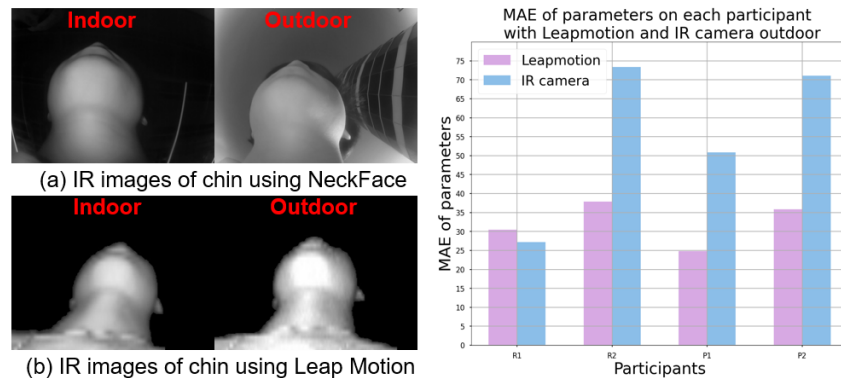 Indoor
Outdoor
(a) IR images of chin using NeckFace
Indoor
Outdoor
(b) IR images of chin using Leap Motion
MAE of parameters on each participant
with Leapmotion and IR camera outdoor
Leapmotion
IR camera
MAE of parameters
75
70
65
60
55
50
45
40
35
30
25
20
15
10
5
0
R1
R2
P1
P2
Participants